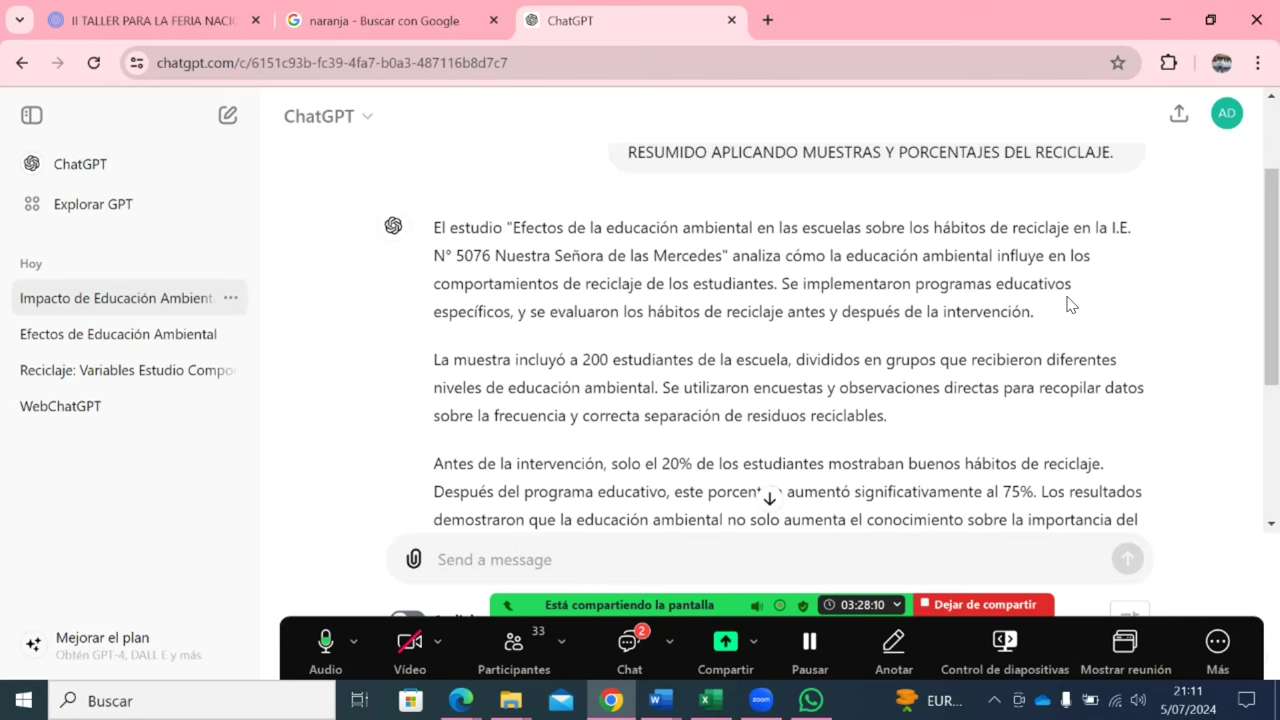 II TALLER PARA LA FERIA NACIO
naranja - Buscar con Google
ChatGPT
chatgpt.com/c/6151c93b-fc39-4fa7-b0a3-487116b8d7c7
ChatGPT
AD
ChatGPT
Explorar GPT
Hoy
Impacto de Educación Ambient
Efectos de Educación Ambiental
Reciclaje: Variables Estudio Compo
WebChatGPT
RESUMIDO APLICANDO MUESTRAS Y PORCENTAJES DEL RECICLAJE.
El estudio "Efectos de la educación ambiental en las escuelas sobre los hábitos de reciclaje en la I.E.
N° 5076 Nuestra Señora de las Mercedes" analiza cómo la educación ambiental influye en los
comportamientos de reciclaje de los estudiantes. Se implementaron programas educativos
específicos, y se evaluaron los hábitos de reciclaje antes y después de la intervención.
La muestra incluyó a 200 estudiantes de la escuela, divididos en grupos que recibieron diferentes
niveles de educación ambiental. Se utilizaron encuestas y observaciones directas para recopilar datos
sobre la frecuencia y correcta separación de residuos reciclables.
Antes de la intervención, solo el 20% de los estudiantes mostraban buenos hábitos de reciclaje.
Después del programa educativo, este porcent aumentó significativamente al 75%. Los resultados
demostraron que la educación ambiental no solo aumenta el conocimiento sobre la importancia del
Send a message
Está compartiendo la pantalla
03:28:10
Dejar de compartir
Mejorar el plan
Obtén GPT-4, DALL E y más
33
2
Audio
Vídeo
Participantes
Chat
Compartir
Pausar
Anotar
Control de diapositivas
Mostrar reunión
Más
Buscar
zoom
EUR...
21:11
5/07/2024